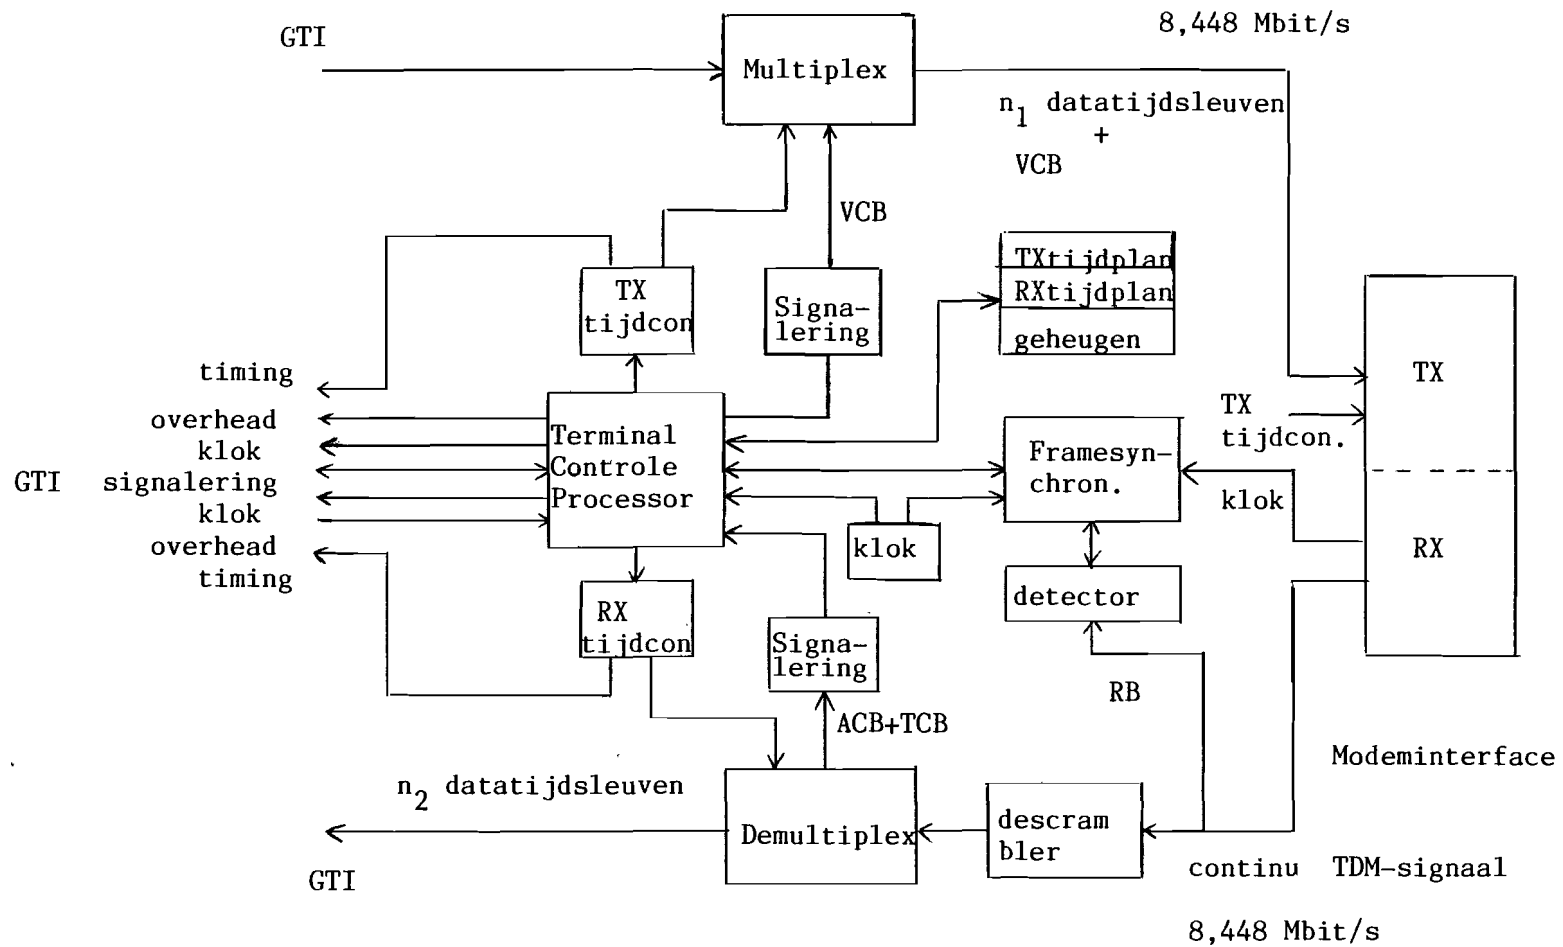 GTI
8,448 Mbit/s
Multiplex
n1 datatijdsleuven
+
VCB
VCB
TXtijdplan
RXtijdplan
geheugen
TX
tijdcon
Signa-
lering
timing
overhead
klok
GTI signalering
klok
overhead
timing
Terminal
Controle
Processor
Framesyn-
chron.
TX
tijdcon.
klok
TX
RX
klok
detector
RX
tijdcon
Signa-
lering
RB
ACB+TCB
Modeminterface
n2 datatijdsleuven
Demultiplex
descram
bler
GTI
continu TDM-signaal
8,448 Mbit/s